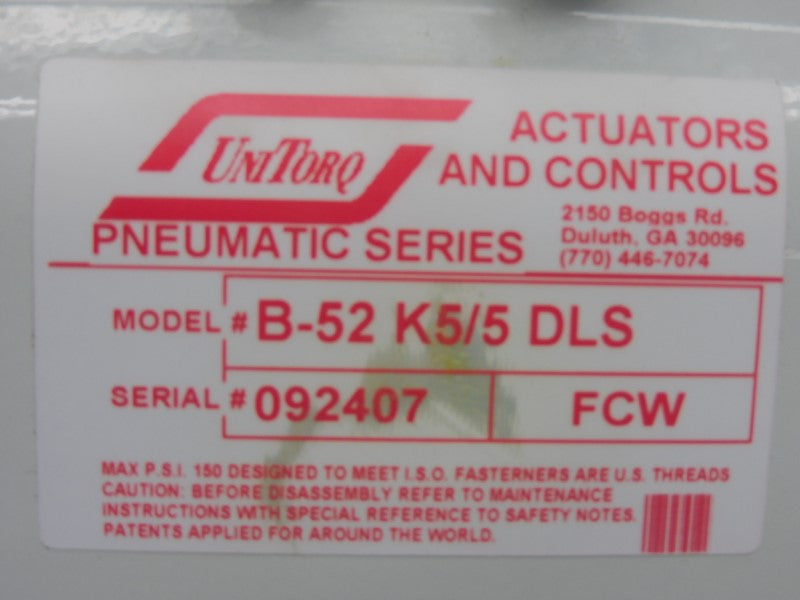 UNITORQ
ACTUATORS
AND CONTROLS
2150 Boggs Rd.
Duluth, GA 30096
(770) 446-7074
PNEUMATIC SERIES
MODEL # B-52 K5/5 DLS
SERIAL # 092407 FCW
MAX P.S.I. 150 DESIGNED TO MEET I.S.O. FASTERNERS ARE U.S. THREADS
CAUTION: BEFORE DISASSEMBLY REFER TO MAINTENANCE
INSTRUCTIONS WITH SPECIAL REFERENCE TO SAFETY NOTES.
PATENTS APPLIED FOR AROUND THE WORLD.